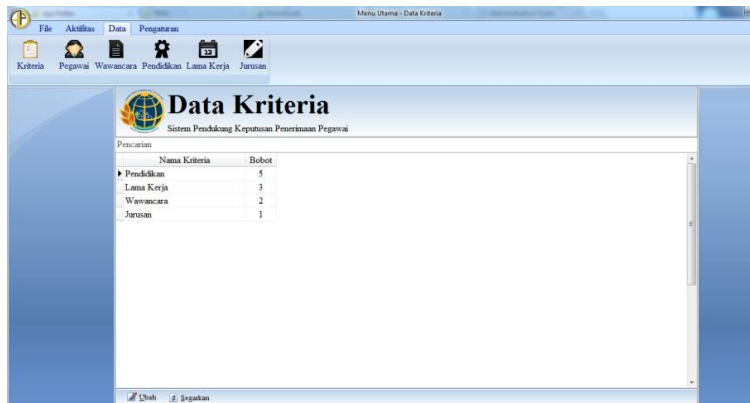 Menu Utama - Data Kriteria
File Aktifitas Data Pengaturan
Kriteria Pegawai Wawancara Pendidikan Lama Kerja Jurusan
Data Kriteria
Sistem Pendukung Keputusan Penerimaan Pegawai
Pencarian
Nama Kriteria Bobot
Pendidikan 5
Lama Kerja 3
Wawancara 2
Jurusan 1
Ubah Segarkan